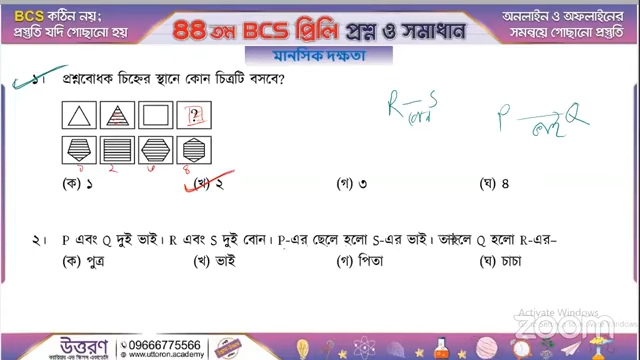 BCS কঠিন নয়;
প্রস্তুতি যদি গোছানো হয়
৪৪ তম BCS প্রিলি প্রশ্ন ও সমাধান
অনলাইন ও অফলাইনের
সমন্বয়ে গোছানো প্রস্তুতি
মানসিক দক্ষতা
১। প্রশ্নবোধক চিহ্নের স্থানে কোন চিত্রটি বসবে?
R — S
বোন
P → Q
ভাই
?
2
8
(ক) ১ (খ) ২ (গ) ৩ (ঘ) ৪
২। P এবং Q দুই ভাই। R এবং S দুই বোন। P-এর ছেলে হলো S-এর ভাই। তাহলে Q হলো R-এর–
(ক) পুত্র (খ) ভাই (গ) পিতা (ঘ) চাচা
Activate Windows
zoom
উত্তরণ
09666775566
www.uttoron.academy